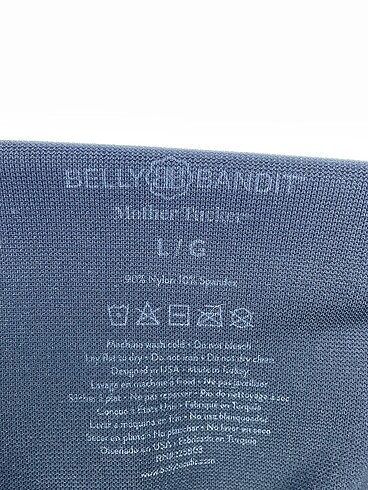 BELLY BB BANDIT
Mother Tucker
L / G
90% Nylon 10% Spandex
Machine wash cold • Do not bleach
Lay flat to dry • Do not iron • Do not dry clean
Designed in USA • Made in Turkey
Lavage en machine à froid • Ne pas javelliser
Sécher à plat • Ne pas repasser • Pas de nettoyage à sec
Conçue à États Unis • Fabriqué en Turquie
Lavar a máquina en frío • No use blanqueador
Secar en plano • No planchar • No lavar en seco
Diseñado en USA • Fabricado en Turquía
www.bellybandit.com